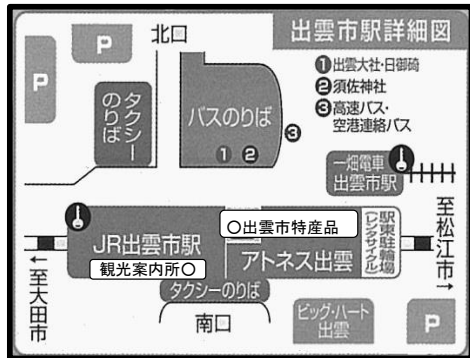 出雲市駅詳細図
北口
P
P
タクシーのりば
バスのりば
1 2
3
❶出雲大社・日御碕
❷須佐神社
❸高速バス・
空港連絡バス
一畑電車
出雲市駅
至松江市→
○出雲市特産品
JR出雲市駅
観光案内所○
アトネス出雲
駅東駐輪場
(レンタサイクル)
←至大田市
タクシーのりば
南口
ビッグ・ハート
出雲
P